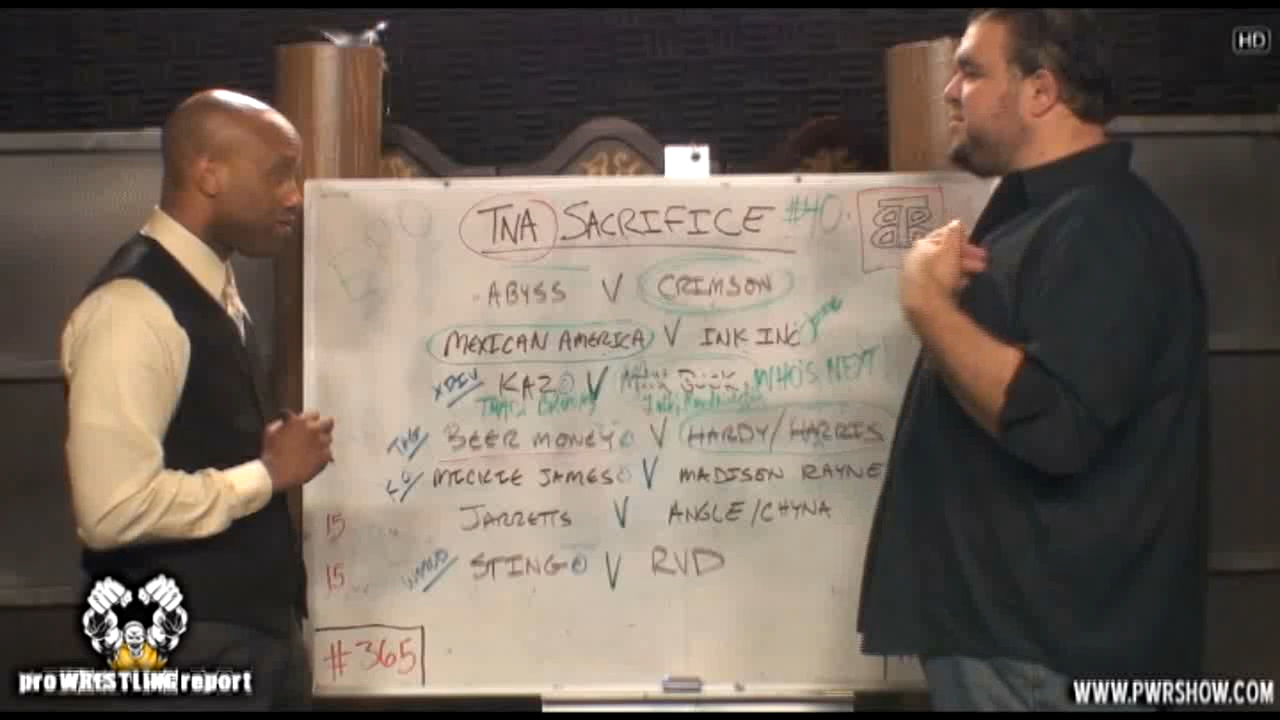 HD
TNA SACRIFICE #40
ABYSS V CRIMSON
MEXICAN AMERICA V INK INC
X DIV KAZ © V WHO'S NEXT
BEER MONEY © V HARDY/HARRIS
MICKIE JAMES © V MADISON RAYNE
15 JARRETTS V ANGLE/CHYNA
15 STING © V RVD
#365
pro WRESTLING report
WWW.PWRSHOW.COM